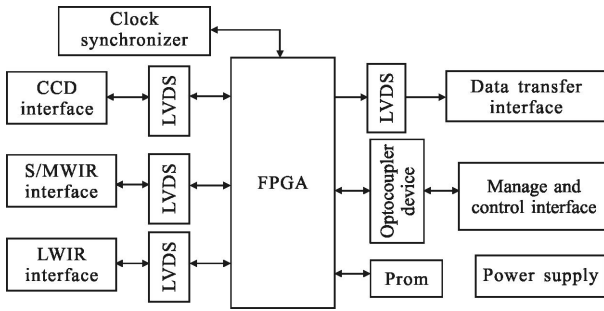 Clock
synchronizer
CCD
interface
LVDS
S/MWIR
interface
LVDS
LWIR
interface
LVDS
FPGA
LVDS
Data transfer
interface
Optocoupler
device
Manage and
control interface
Prom
Power supply